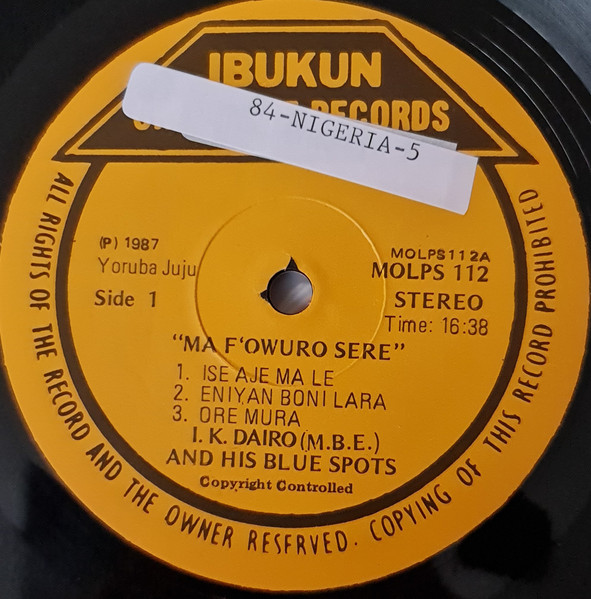 IBUKUN
RECORDS
84-NIGERIA-5
(P) 1987
Yoruba Juju
Side 1
MOLPS112A
MOLPS 112
STEREO
Time: 16:38
"MA F'OWURO SERE"
1. ISE AJE MA LE
2. ENIYAN BONI LARA
3. ORE MURA
I. K. DAIRO (M.B.E.)
AND HIS BLUE SPOTS
Copyright Controlled
ALL RIGHTS OF THE RECORD AND THE OWNER RESERVED. COPYING OF THIS RECORD PROHIBITED